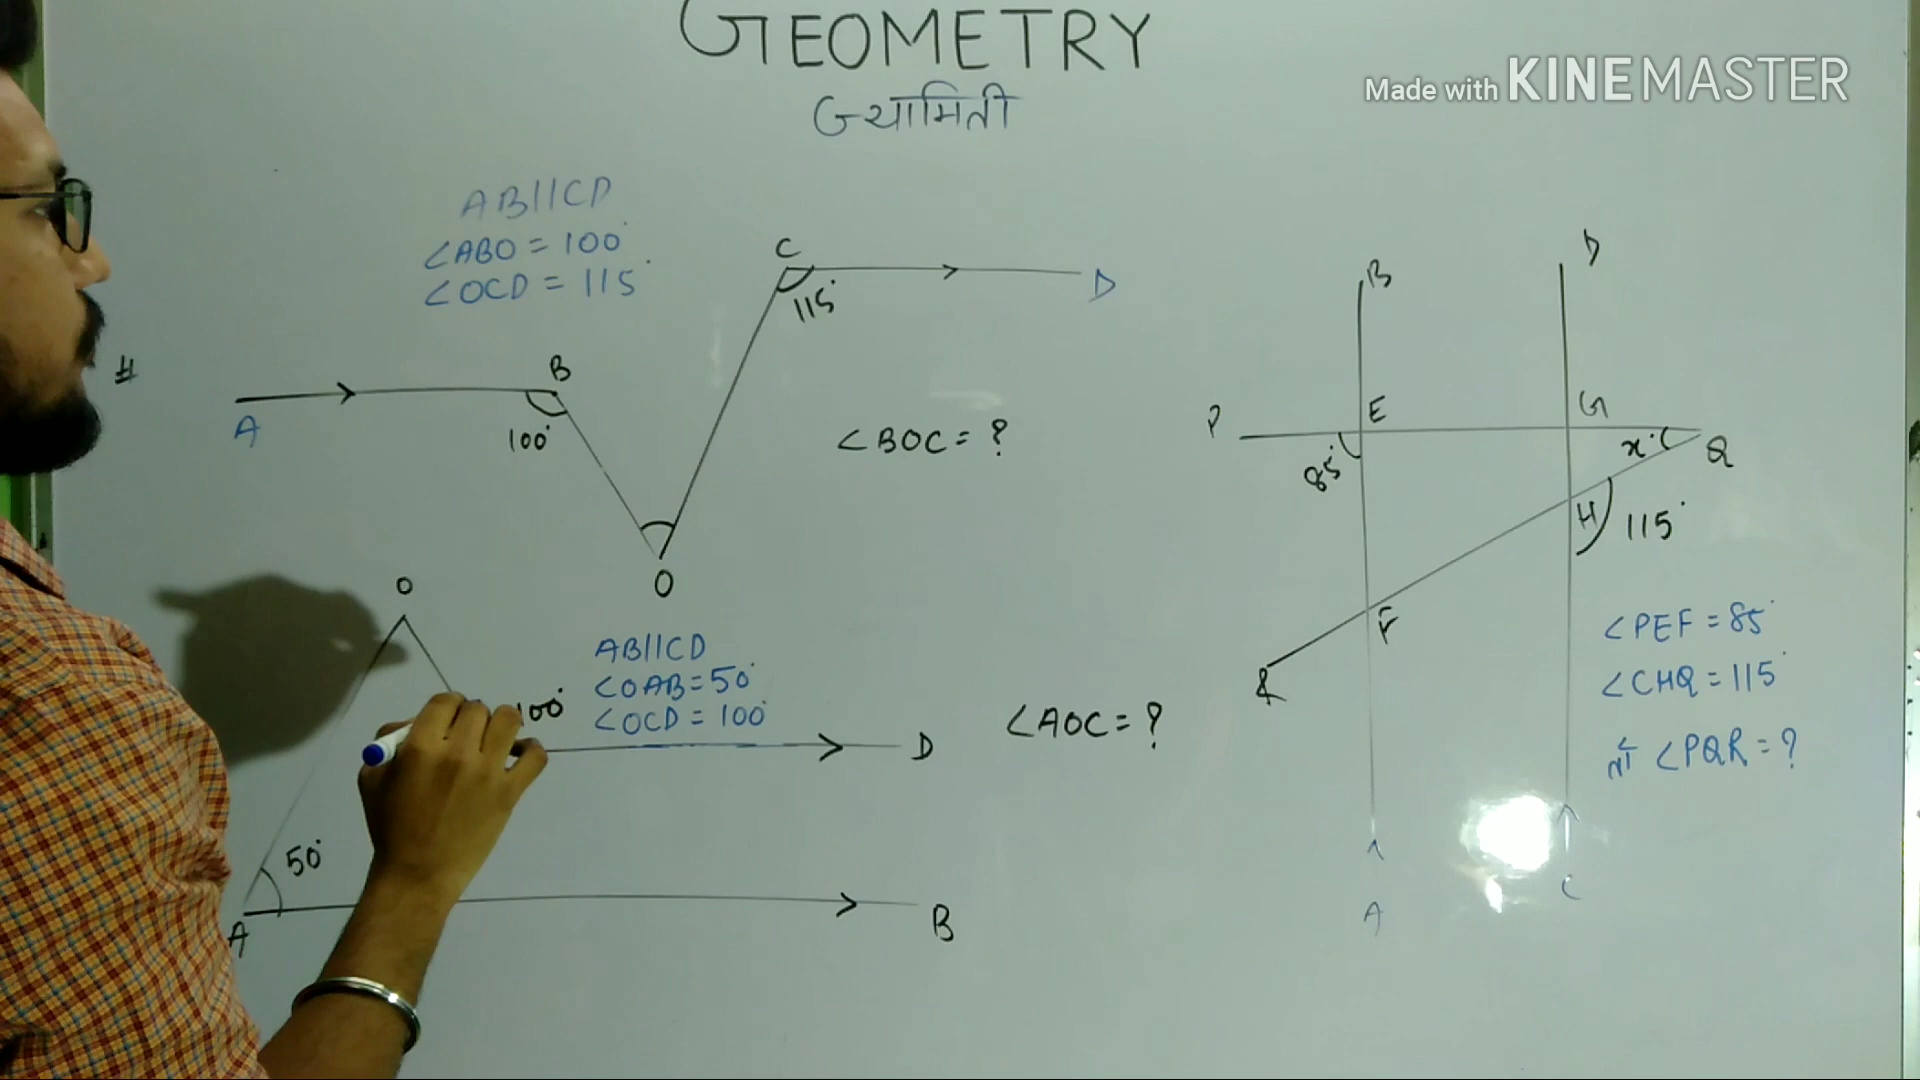 GEOMETRY
Made with KINEMASTER
ज्यामिती
AB||CD
∠ABO = 100°
∠OCD = 115°
C
115°
D
#
A
B
100°
O
∠BOC = ?
B
D
P
E
G
85°
x°
Q
H
115°
F
R
∠PEF = 85°
∠CHQ = 115°
∠PQR = ?
A
C
O
100°
AB||CD
∠OAB = 50°
∠OCD = 100°
D
∠AOC = ?
50°
A
B